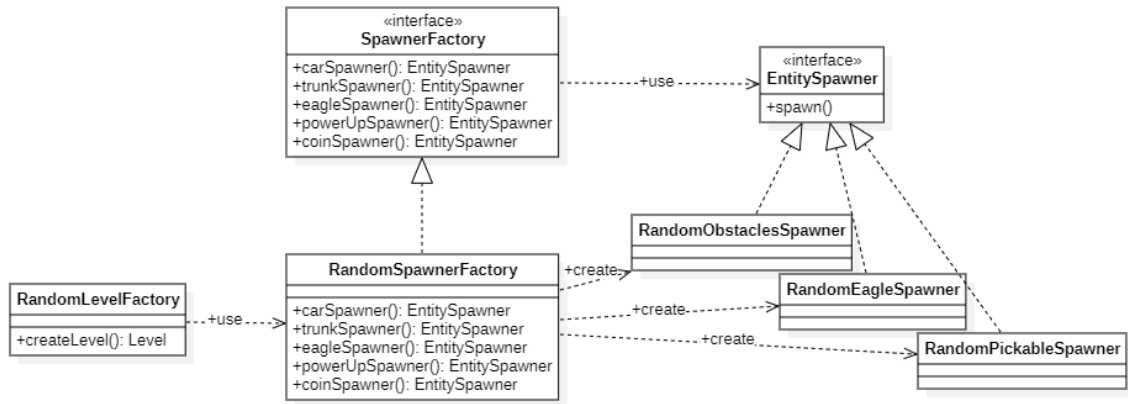 «interface»
SpawnerFactory
+carSpawner(): EntitySpawner
+trunkSpawner(): EntitySpawner
+eagleSpawner(): EntitySpawner
+powerUpSpawner(): EntitySpawner
+coinSpawner(): EntitySpawner
+use
«interface»
EntitySpawner
+spawn()
RandomObstaclesSpawner
RandomSpawnerFactory
+carSpawner(): EntitySpawner
+trunkSpawner(): EntitySpawner
+eagleSpawner(): EntitySpawner
+powerUpSpawner(): EntitySpawner
+coinSpawner(): EntitySpawner
+create
RandomEagleSpawner
RandomLevelFactory
+createLevel(): Level
+use
+create
+create
RandomPickableSpawner